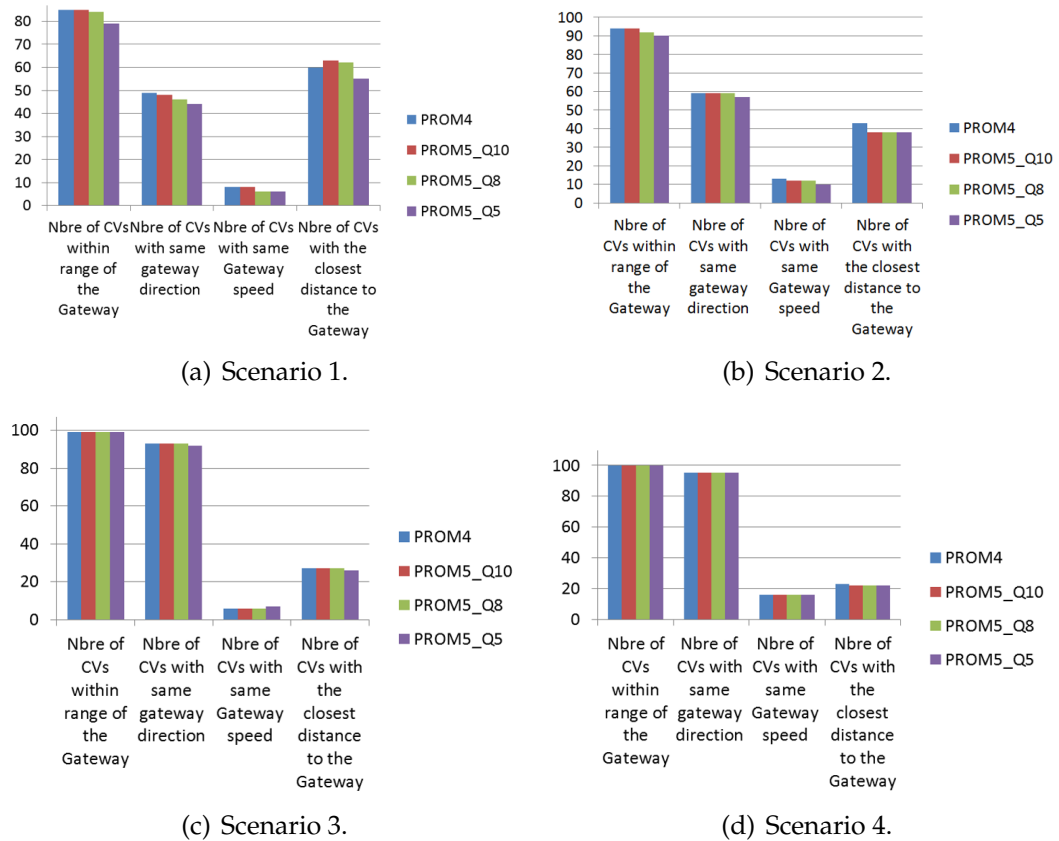 80
70
60
50
40
30
20
10
0
Nbre of CVs
within
range of
the
Gateway
Nbre of CVs
with same
gateway
direction
Nbre of CVs
with same
Gateway
speed
Nbre of CVs
with the
closest
distance to
the
Gateway
PROM4
PROM5_Q10
PROM5_Q8
PROM5_Q5
(a) Scenario 1.
100
90
80
70
60
50
40
30
20
10
0
Nbre of
CVs within
range of
the
Gateway
Nbre of
CVs with
same
gateway
direction
Nbre of
CVs with
same
Gateway
speed
Nbre of
CVs with
the closest
distance to
the
Gateway
PROM4
PROM5_Q10
PROM5_Q8
PROM5_Q5
(b) Scenario 2.
100
80
60
40
20
0
Nbre of
CVs
within
range of
the
Gateway
Nbre of
CVs with
same
gateway
direction
Nbre of
CVs with
same
Gateway
speed
Nbre of
CVs with
the
closest
distance
to the
Gateway
PROM4
PROM5_Q10
PROM5_Q8
PROM5_Q5
(c) Scenario 3.
100
80
60
40
20
0
Nbre of
CVs
within
range of
the
Gateway
Nbre of
CVs with
same
gateway
direction
Nbre of
CVs with
same
Gateway
speed
Nbre of
CVs with
the
closest
distance
to the
Gateway
PROM4
PROM5_Q10
PROM5_Q8
PROM5_Q5
(d) Scenario 4.